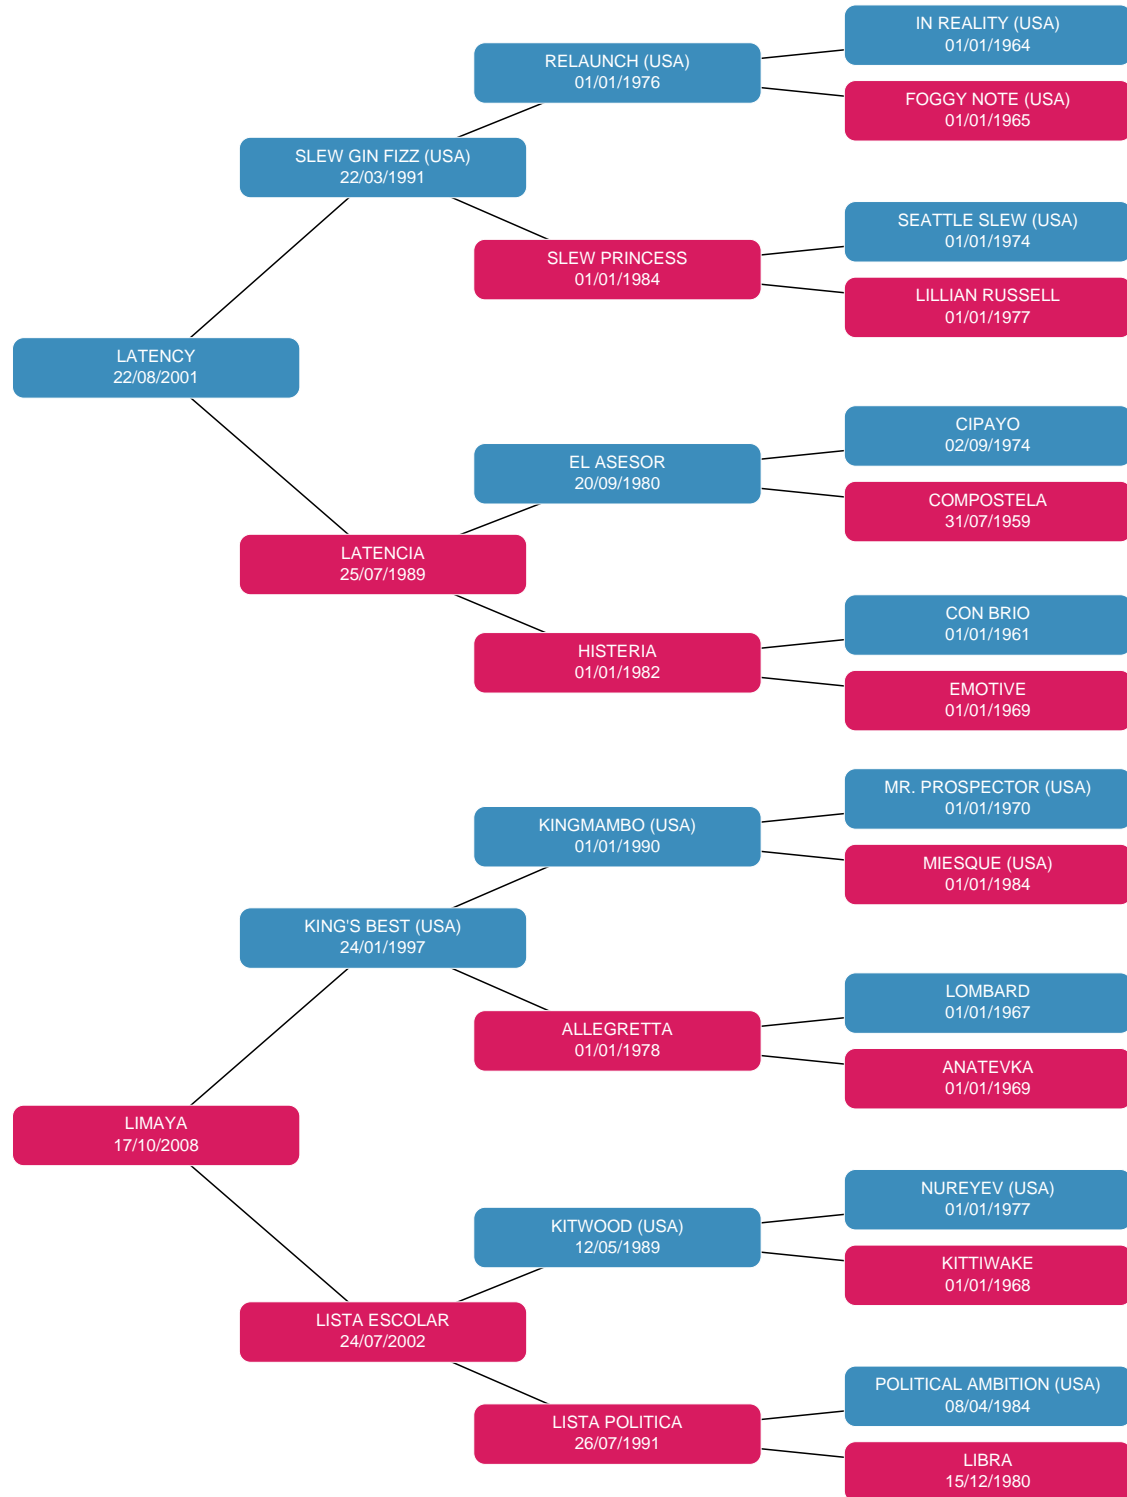 IN REALITY (USA)
01/01/1964
RELAUNCH (USA)
01/01/1976
FOGGY NOTE (USA)
01/01/1965
SLEW GIN FIZZ (USA)
22/03/1991
SEATTLE SLEW (USA)
01/01/1974
SLEW PRINCESS
01/01/1984
LILLIAN RUSSELL
01/01/1977
LATENCY
22/08/2001
CIPAYO
02/09/1974
EL ASESOR
20/09/1980
COMPOSTELA
31/07/1959
LATENCIA
25/07/1989
CON BRIO
01/01/1961
HISTERIA
01/01/1982
EMOTIVE
01/01/1969
MR. PROSPECTOR (USA)
01/01/1970
KINGMAMBO (USA)
01/01/1990
MIESQUE (USA)
01/01/1984
KING'S BEST (USA)
24/01/1997
LOMBARD
01/01/1967
ALLEGRETTA
01/01/1978
ANATEVKA
01/01/1969
LIMAYA
17/10/2008
NUREYEV (USA)
01/01/1977
KITWOOD (USA)
12/05/1989
KITTIWAKE
01/01/1968
LISTA ESCOLAR
24/07/2002
POLITICAL AMBITION (USA)
08/04/1984
LISTA POLITICA
26/07/1991
LIBRA
15/12/1980